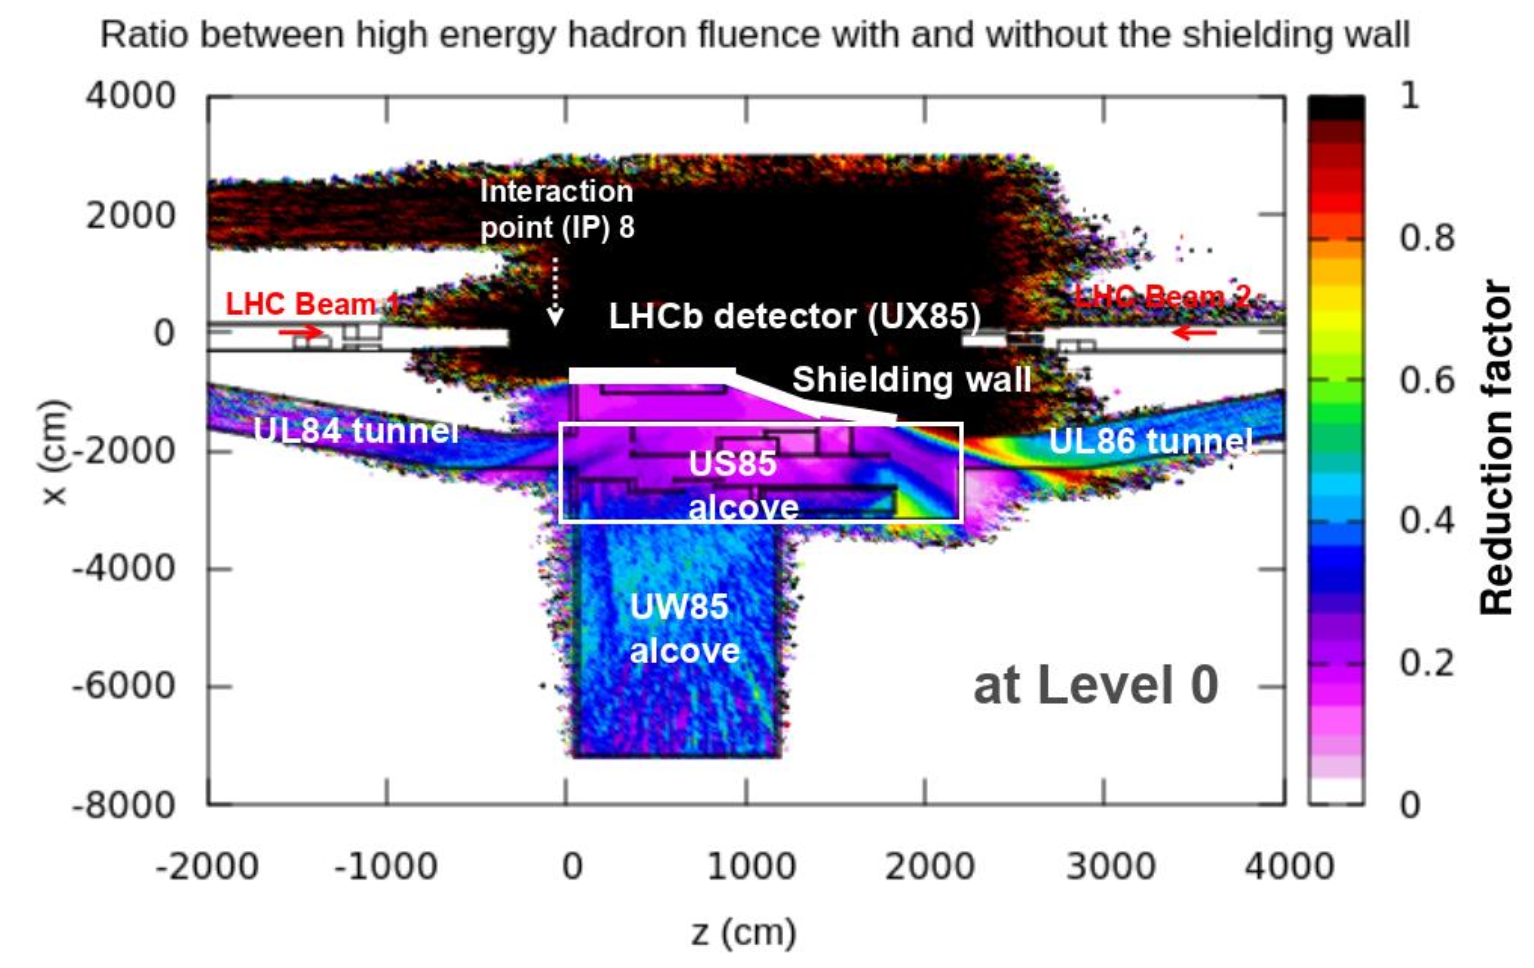 Ratio between high energy hadron fluence with and without the shielding wall
4000
2000
0
-2000
-4000
-6000
-8000
x (cm)
-2000
-1000
0
1000
2000
3000
4000
z (cm)
Interaction
point (IP) 8
LHC Beam 1
LHC Beam 2
LHCb detector (UX85)
Shielding wall
UL84 tunnel
UL86 tunnel
US85
alcove
UW85
alcove
at Level 0
1
0.8
0.6
0.4
0.2
0
Reduction factor